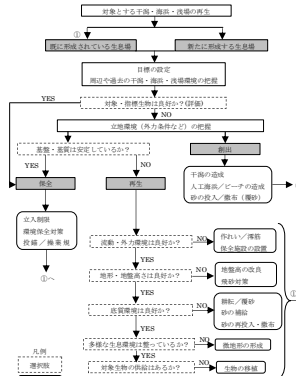 対象とする干潟・海浜・浅場の再生
①
既に形成されている生息場
新たに形成する生息場
目標の設定
周辺や過去の干潟・海浜・浅場環境の把握
YES
対象・指標生物は良好か?(評価)
NO
立地環境(外力条件など)の把握
基盤・基質は安定しているか?
創出
YES
NO
保全
再生
干潟の造成
人工海浜/ビーチの造成
砂の投入/撒布(覆砂)
立入制限
環境保全対策
流動・外力環境は良好か?
NO
作れい/澪筋
保全施設の設置
①へ
YES
地形・地盤高さは良好か?
NO
地盤高の改良
飛砂対策
YES
底質環境は良好か?
NO
耕耘/覆砂
砂の補給
砂の再投入・撒布
①
YES
多様な生息環境は整っているか?
NO
微地形の形成
YES
対象生物の供給はあるか?
NO
生物の移植
YES
凡例
選択肢